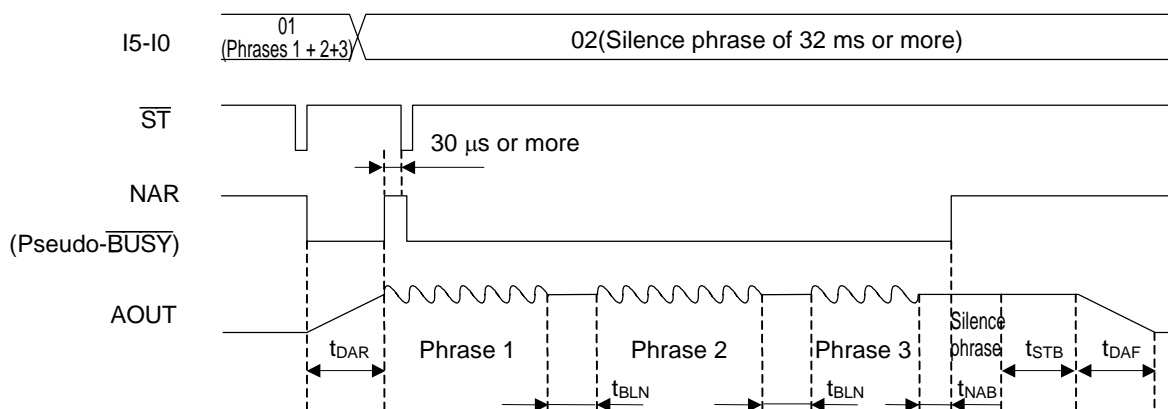 I5-I0
01
(Phrases 1 + 2+3)
02(Silence phrase of 32 ms or more)
ST
30 μs or more
NAR
(Pseudo-BUSY)
AOUT
Silence
phrase
tDAR
Phrase 1
Phrase 2
Phrase 3
tSTB
tDAF
tBLN
tBLN
tNAB